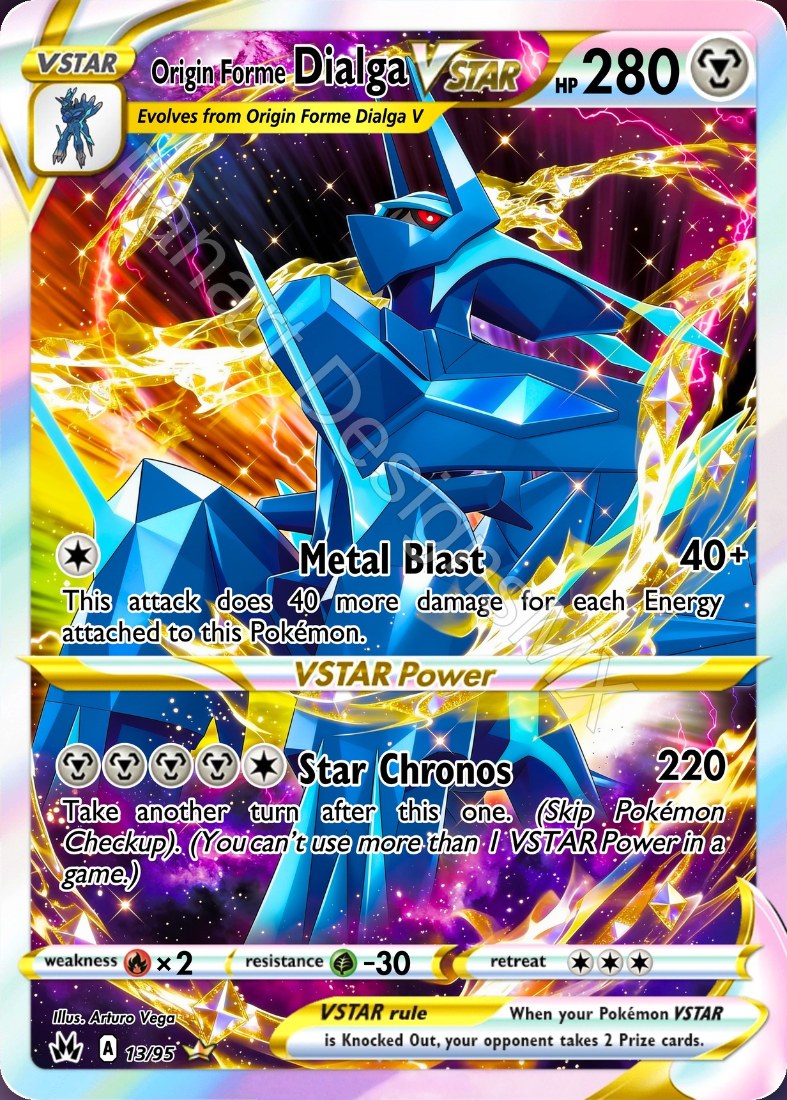 VSTAR
Origin Forme Dialga VSTAR HP 280
Evolves from Origin Forme Dialga V
Hanart DesignsMX
Metal Blast 40+
This attack does 40 more damage for each Energy
attached to this Pokémon.
VSTAR Power
Star Chronos 220
Take another turn after this one. (Skip Pokémon
Checkup). (You can't use more than 1 VSTAR Power in a
game.)
weakness ×2 resistance -30 retreat
Illus. Arturo Vega
VSTAR rule When your Pokémon VSTAR
is Knocked Out, your opponent takes 2 Prize cards.
A 13/95